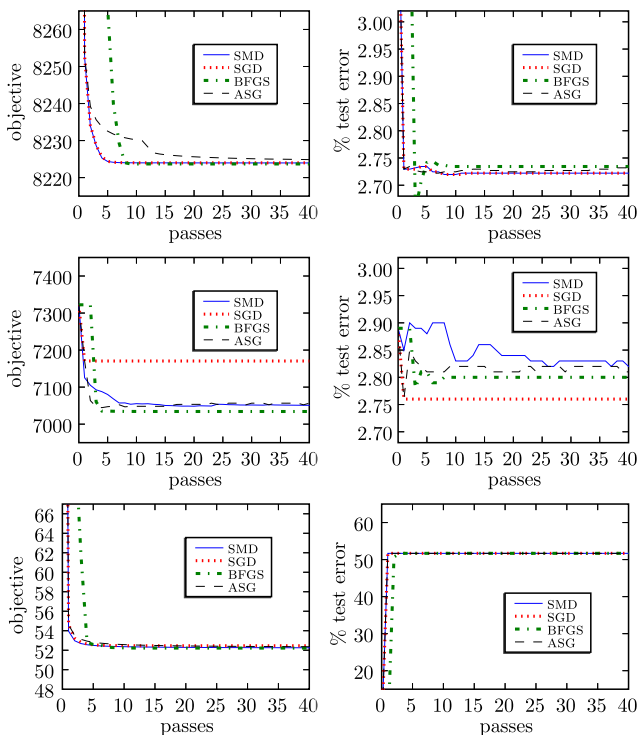 8260
8250
8240
8230
8220
objective
SMD
SGD
BFGS
ASG
0 5 10 15 20 25 30 35 40
passes
3.00
2.95
2.90
2.85
2.80
2.75
2.70
% test error
SMD
SGD
BFGS
ASG
0 5 10 15 20 25 30 35 40
passes
7400
7300
7200
7100
7000
objective
SMD
SGD
BFGS
ASG
0 5 10 15 20 25 30 35 40
passes
3.00
2.95
2.90
2.85
2.80
2.75
2.70
% test error
SMD
SGD
BFGS
ASG
0 5 10 15 20 25 30 35 40
passes
66
64
62
60
58
56
54
52
50
48
objective
SMD
SGD
BFGS
ASG
0 5 10 15 20 25 30 35 40
passes
60
50
40
30
20
% test error
SMD
SGD
BFGS
ASG
0 5 10 15 20 25 30 35 40
passes